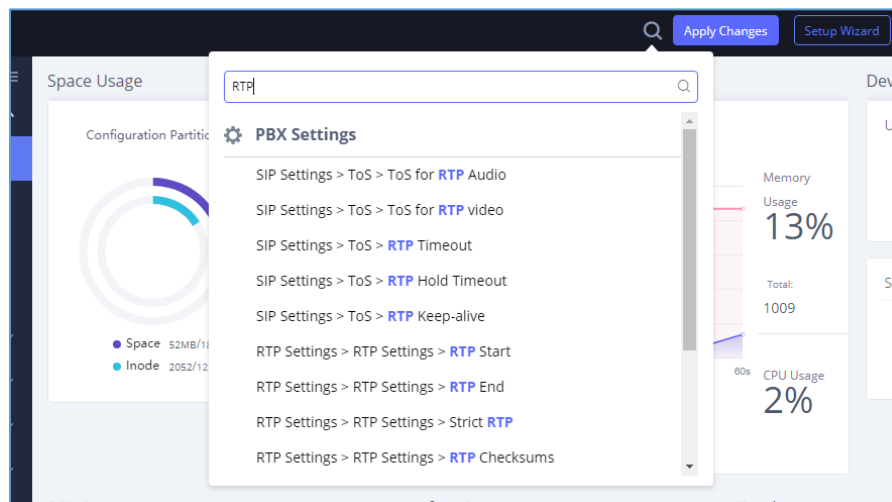 Apply Changes
Setup Wizard
Space Usage
RTP
PBX Settings
Configuration
SIP Settings > ToS > ToS for RTP Audio
SIP Settings > ToS > ToS for RTP video
SIP Settings > ToS > RTP Timeout
SIP Settings > ToS > RTP Hold Timeout
SIP Settings > ToS > RTP Keep-alive
RTP Settings > RTP Settings > RTP Start
RTP Settings > RTP Settings > RTP End
RTP Settings > RTP Settings > Strict RTP
RTP Settings > RTP Settings > RTP Checksums
Space
Inode
60s
Memory
Usage
13%
Total:
1009
CPU Usage
2%